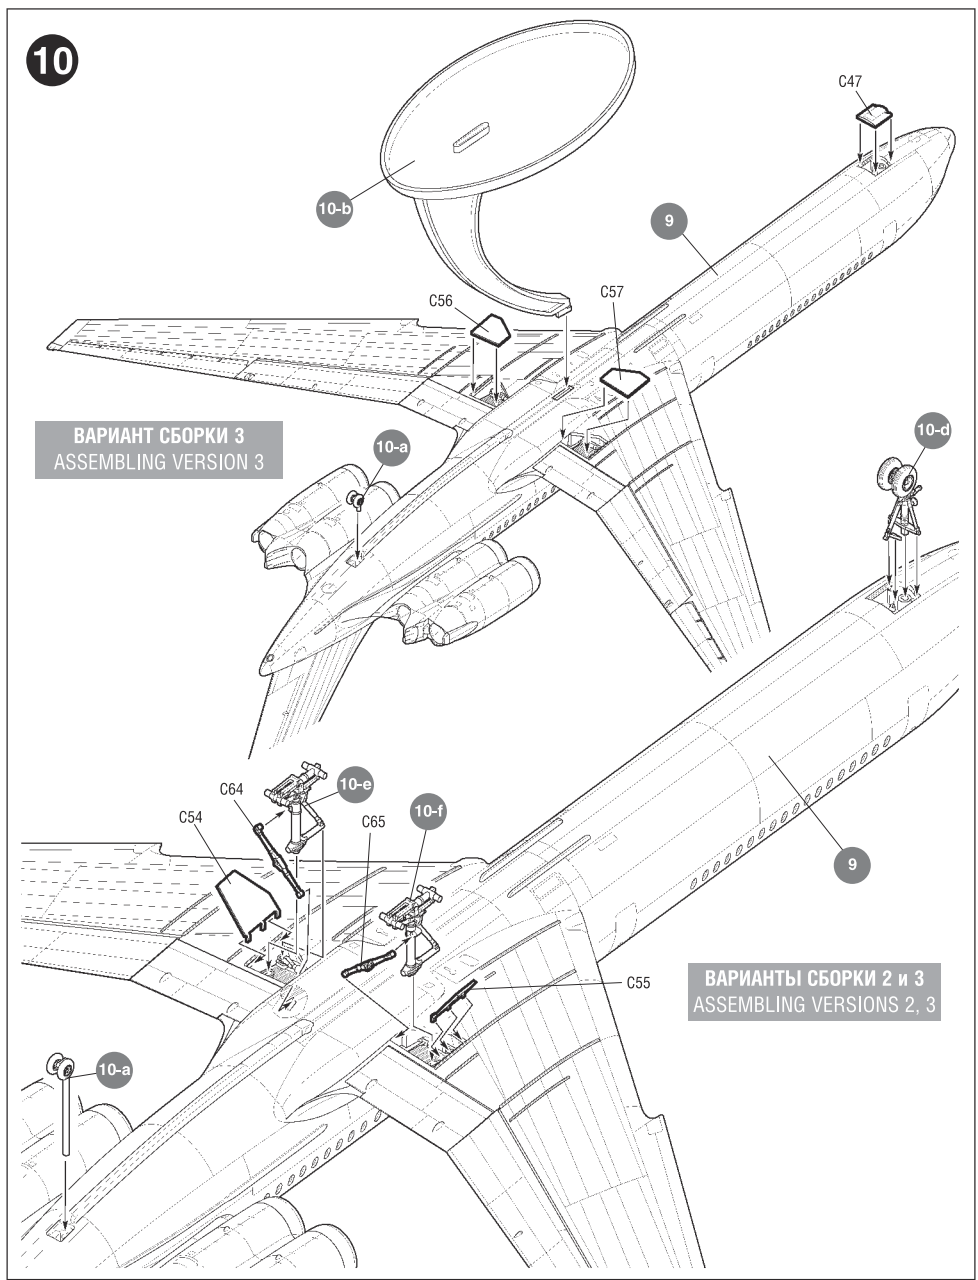 10
C47
10-b
9
C56
C57
ВАРИАНТ СБОРКИ 3
ASSEMBLING VERSION 3
10-a
10-d
C64
10-e
C54
C65
10-f
9
C55
ВАРИАНТЫ СБОРКИ 2 и 3
ASSEMBLING VERSIONS 2, 3
10-a